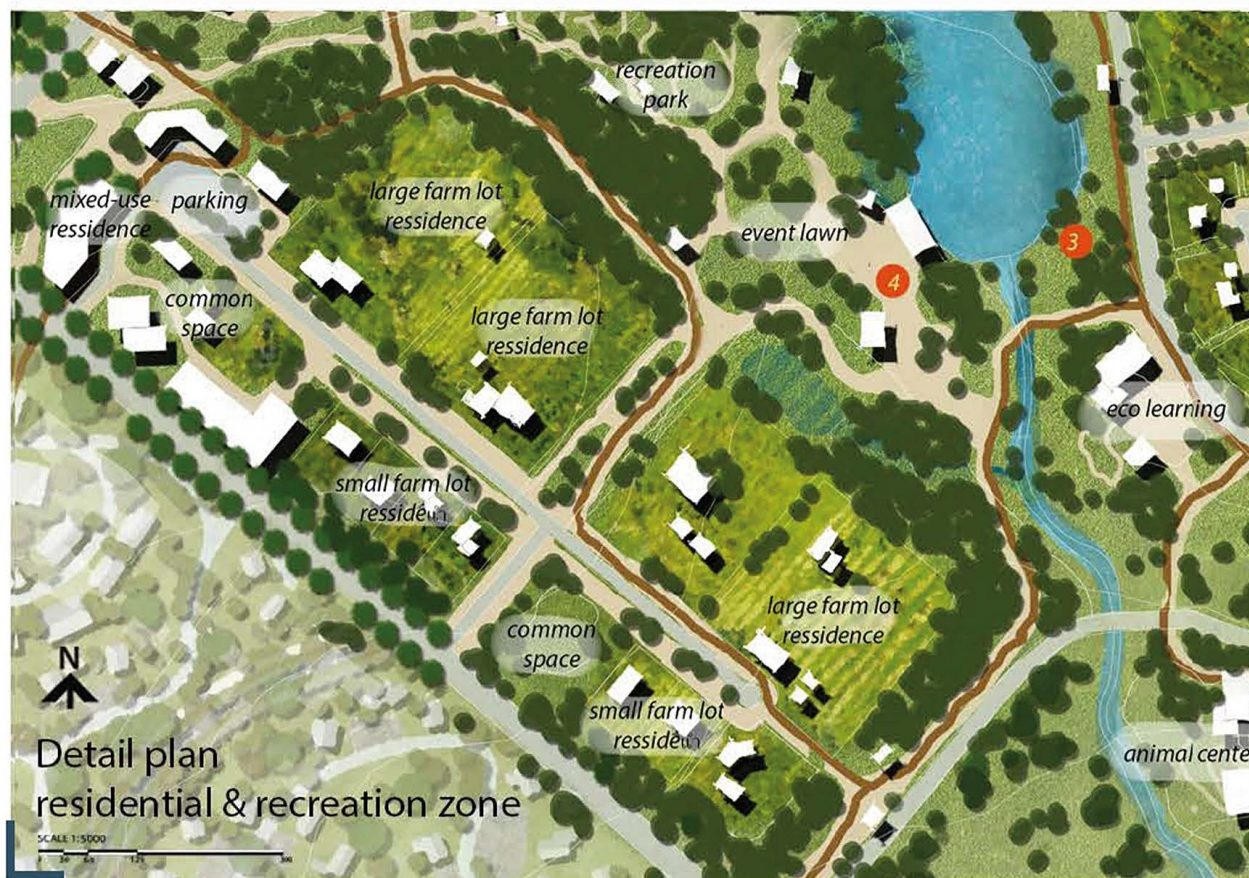 recreation
park
mixed-use
ressidence
parking
large farm lot
ressidence
event lawn
3
4
common
space
large farm lot
ressidence
eco learning
small farm lot
large farm lot
ressidence
common
space
small farm lot
animal cente
N
Detail plan
residential & recreation zone
SCALE 1:5000